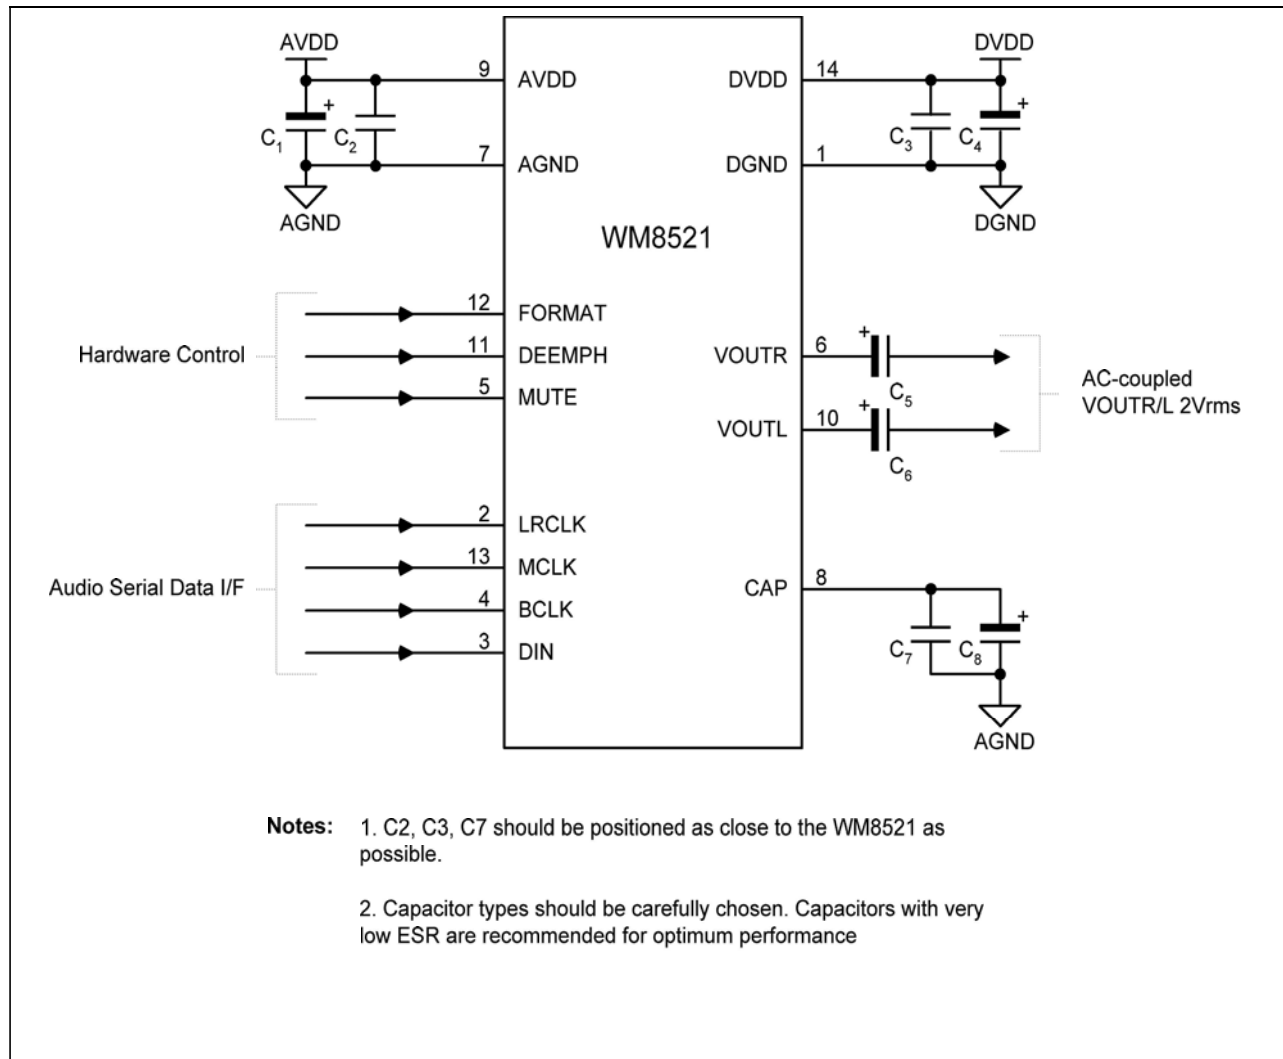 AVDD
DVDD
9
AVDD
DVDD
14
+
C1
C2
C3
C4
+
7
AGND
DGND
1
AGND
DGND
WM8521
Hardware Control
12
FORMAT
11
DEEMPH
5
MUTE
VOUTR
6
+
C5
VOUTL
10
+
C6
AC-coupled
VOUTR/L 2Vrms
Audio Serial Data I/F
2
LRCLK
13
MCLK
4
BCLK
3
DIN
CAP
8
+
C7
C8
AGND
Notes: 1. C2, C3, C7 should be positioned as close to the WM8521 as
possible.
2. Capacitor types should be carefully chosen. Capacitors with very
low ESR are recommended for optimum performance